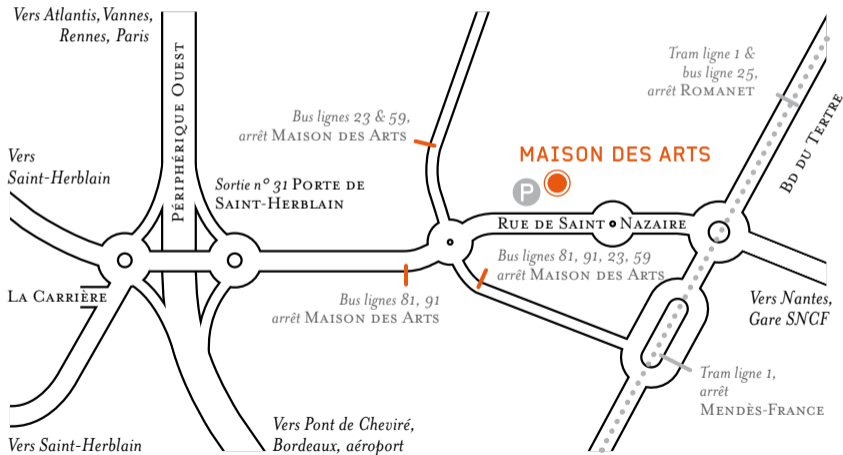 Vers Atlantis, Vannes,
Rennes, Paris
PÉRIPHÉRIQUE OUEST
Tram ligne 1 &
bus ligne 25,
arrêt ROMANET
BD DU TERTRE
Bus lignes 23 & 59,
arrêt MAISON DES ARTS
MAISON DES ARTS
P
Vers
Saint-Herblain
Sortie n° 31 PORTE DE
SAINT-HERBLAIN
RUE DE SAINT NAZAIRE
Bus lignes 81, 91, 23, 59
arrêt MAISON DES ARTS
LA CARRIÈRE
Bus lignes 81, 91
arrêt MAISON DES ARTS
Vers Nantes,
Gare SNCF
Tram ligne 1,
arrêt
MENDÈS-FRANCE
Vers Saint-Herblain
Vers Pont de Cheviré,
Bordeaux, aéroport